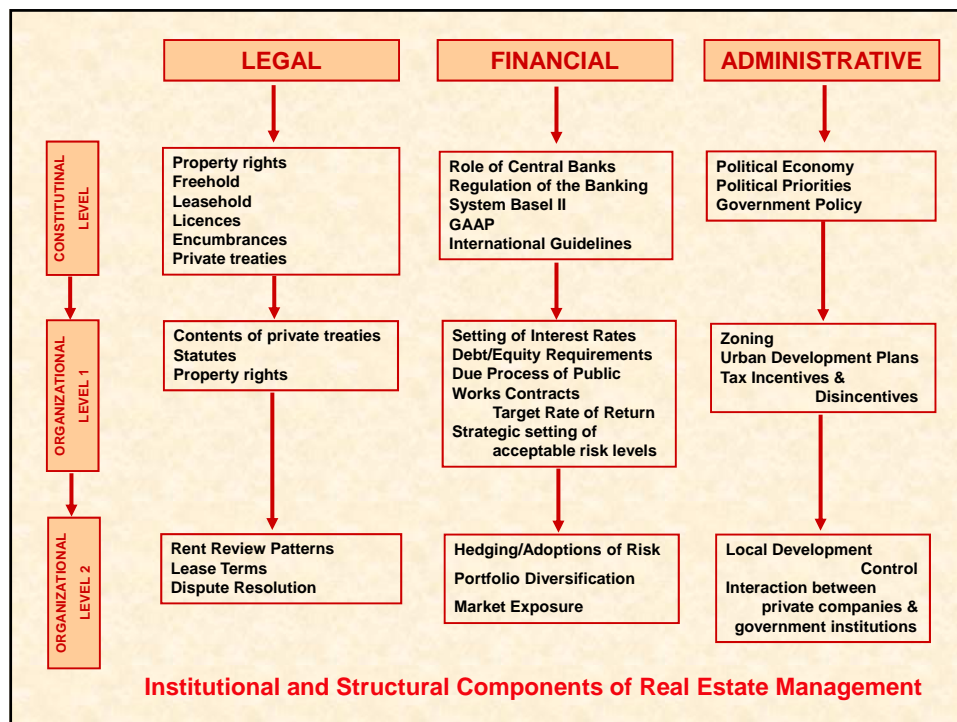 LEGAL
FINANCIAL
ADMINISTRATIVE
CONSTITUTINAL
LEVEL
Property rights
Freehold
Leasehold
Licences
Encumbrances
Private treaties
Role of Central Banks
Regulation of the Banking
System Basel II
GAAP
International Guidelines
Political Economy
Political Priorities
Government Policy
ORGANIZATIONAL
LEVEL 1
Contents of private treaties
Statutes
Property rights
Setting of Interest Rates
Debt/Equity Requirements
Due Process of Public
Works Contracts
Target Rate of Return
Strategic setting of
acceptable risk levels
Zoning
Urban Development Plans
Tax Incentives &
Disincentives
ORGANIZATIONAL
LEVEL 2
Rent Review Patterns
Lease Terms
Dispute Resolution
Hedging/Adoptions of Risk
Portfolio Diversification
Market Exposure
Local Development
Control
Interaction between
private companies &
government institutions
Institutional and Structural Components of Real Estate Management